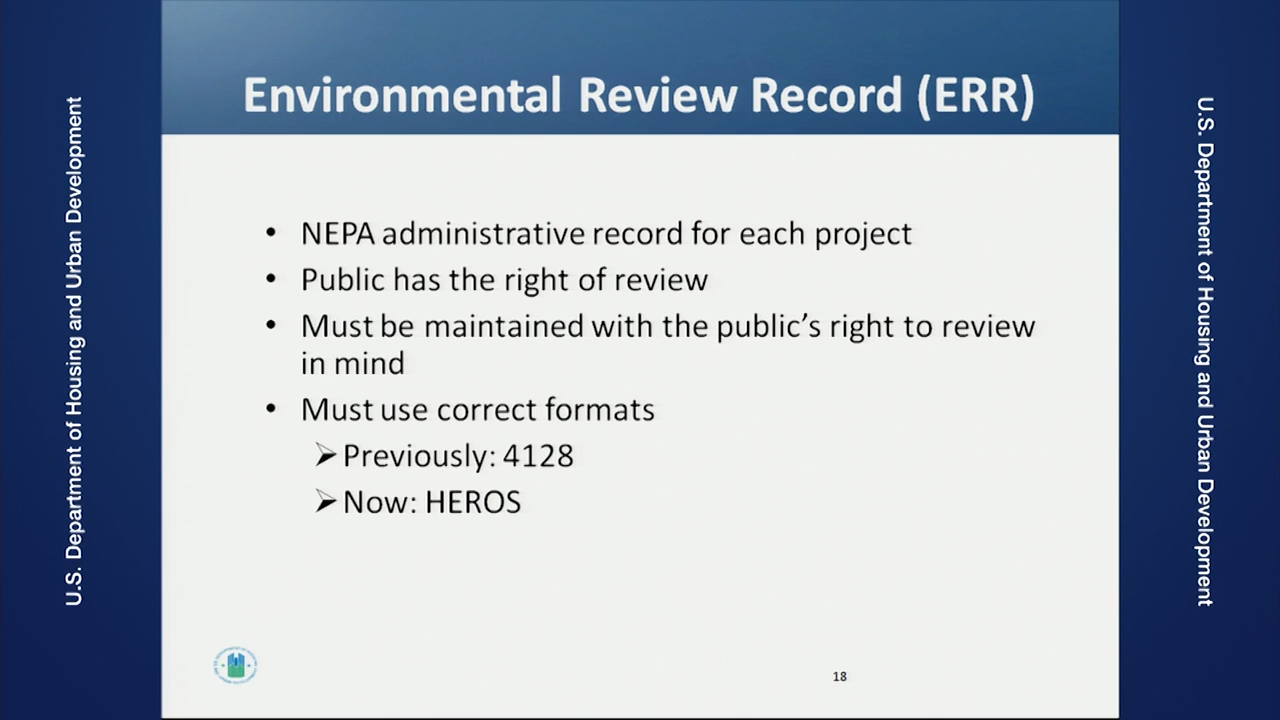 Environmental Review Record (ERR)
• NEPA administrative record for each project
• Public has the right of review
• Must be maintained with the public's right to review
in mind
• Must use correct formats
➢ Previously: 4128
➢ Now: HEROS
18
U.S. Department of Housing and Urban Development
U.S. Department of Housing and Urban Development